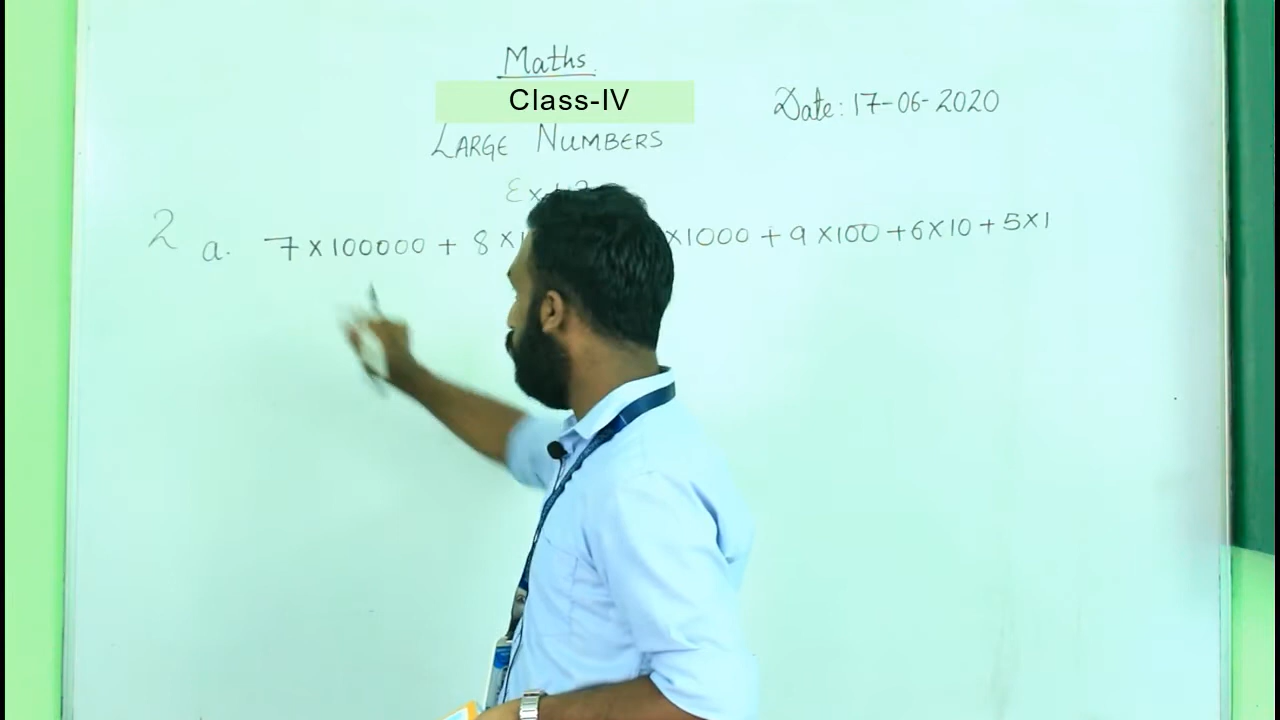 Maths
Class-IV
Date: 17-06-2020
LARGE NUMBERS
2 a. 7×100000 + 8× ×1000 + 9×100 + 6×10 + 5×1